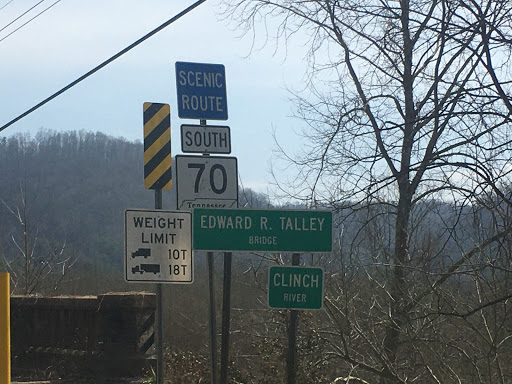 SCENIC
ROUTE
SOUTH
70
Tennessee
EDWARD R. TALLEY
BRIDGE
WEIGHT
LIMIT
10T
18T
CLINCH
RIVER